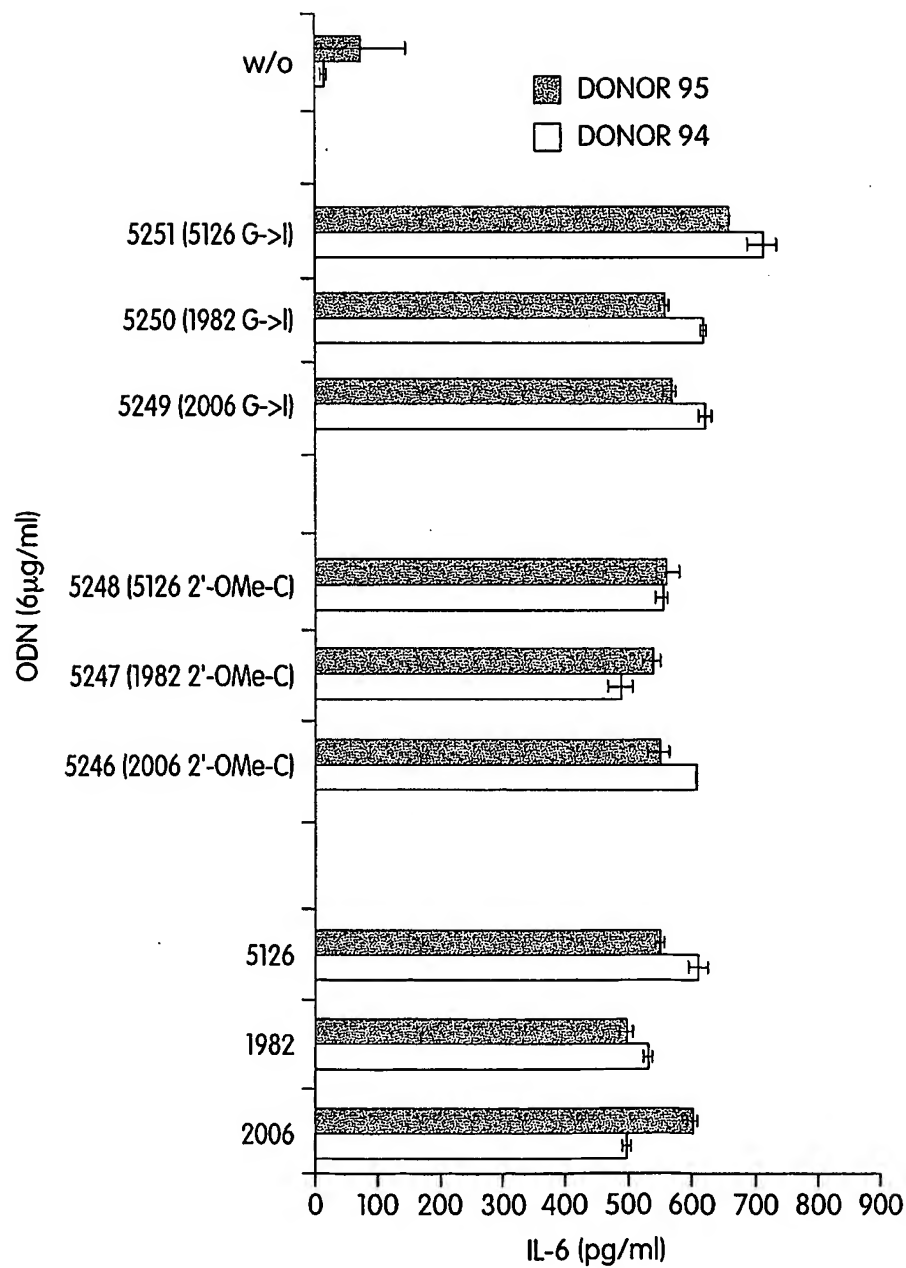 w/o
DONOR 95
DONOR 94
5251 (5126 G->I)
5250 (1982 G->I)
5249 (2006 G->I)
ODN (6µg/ml)
5248 (5126 2'-OMe-C)
5247 (1982 2'-OMe-C)
5246 (2006 2'-OMe-C)
5126
1982
2006
0 100 200 300 400 500 600 700 800 900
IL-6 (pg/ml)